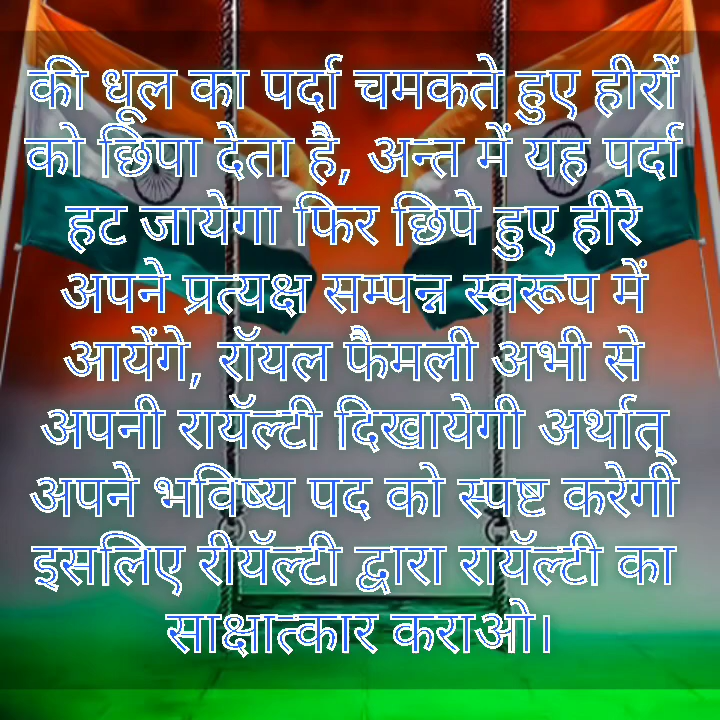 की धूल का पर्दा चमकते हुए हीरों
को छिपा देता है, अन्त में यह पर्दा
हट जायेगा फिर छिपे हुए हीरे
अपने प्रत्यक्ष सम्पन्न स्वरूप में
आयेंगे, रॉयल फैमली अभी से
अपनी रायॅल्टी दिखायेगी अर्थात्
अपने भविष्य पद को स्पष्ट करेगी
इसलिए रीयॅल्टी द्वारा रायॅल्टी का
साक्षात्कार कराओ।